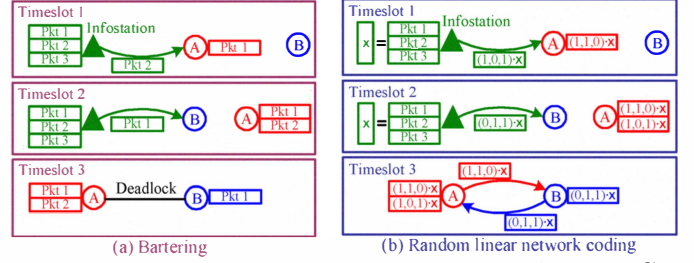 Timeslot 1
Infostation
Pkt 1
Pkt 2
Pkt 3
Pkt 2
A
Pkt 1
B
Timeslot 2
Pkt 1
Pkt 2
Pkt 3
Pkt 1
B
A
Pkt 1
Pkt 2
Timeslot 3
Pkt 1
Pkt 2
A
Deadlock
B
Pkt 1
(a) Bartering
Timeslot 1
Infostation
x
=
Pkt 1
Pkt 2
Pkt 3
(1,0,1)·x
A
(1,1,0)·x
B
Timeslot 2
x
=
Pkt 1
Pkt 2
Pkt 3
(0,1,1)·x
B
A
(1,1,0)·x
(1,0,1)·x
Timeslot 3
(1,1,0)·x
(1,1,0)·x
(1,0,1)·x
A
B
(0,1,1)·x
(0,1,1)·x
(b) Random linear network coding